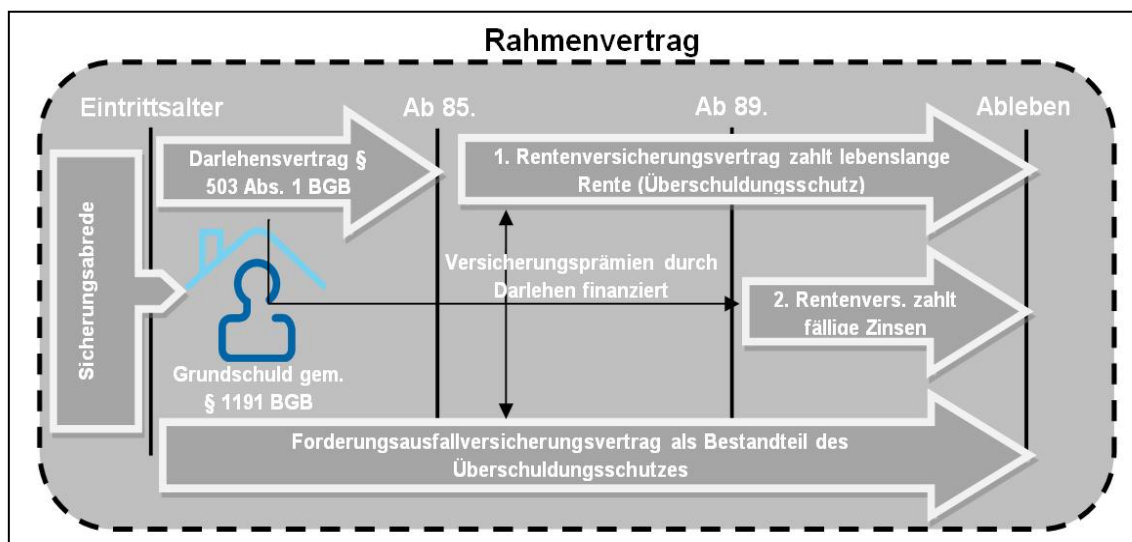 Rahmenvertrag
Eintrittsalter
Ab 85.
Ab 89.
Ableben
Darlehensvertrag §
503 Abs. 1 BGB
1. Rentenversicherungsvertrag zahlt lebenslange
Rente (Überschuldungsschutz)
Sicherungsabrede
Versicherungsprämien durch
Darlehen finanziert
2. Rentenvers. zahlt
fällige Zinsen
Grundschuld gem.
§ 1191 BGB
Forderungsausfallversicherungsvertrag als Bestandteil des
Überschuldungsschutzes